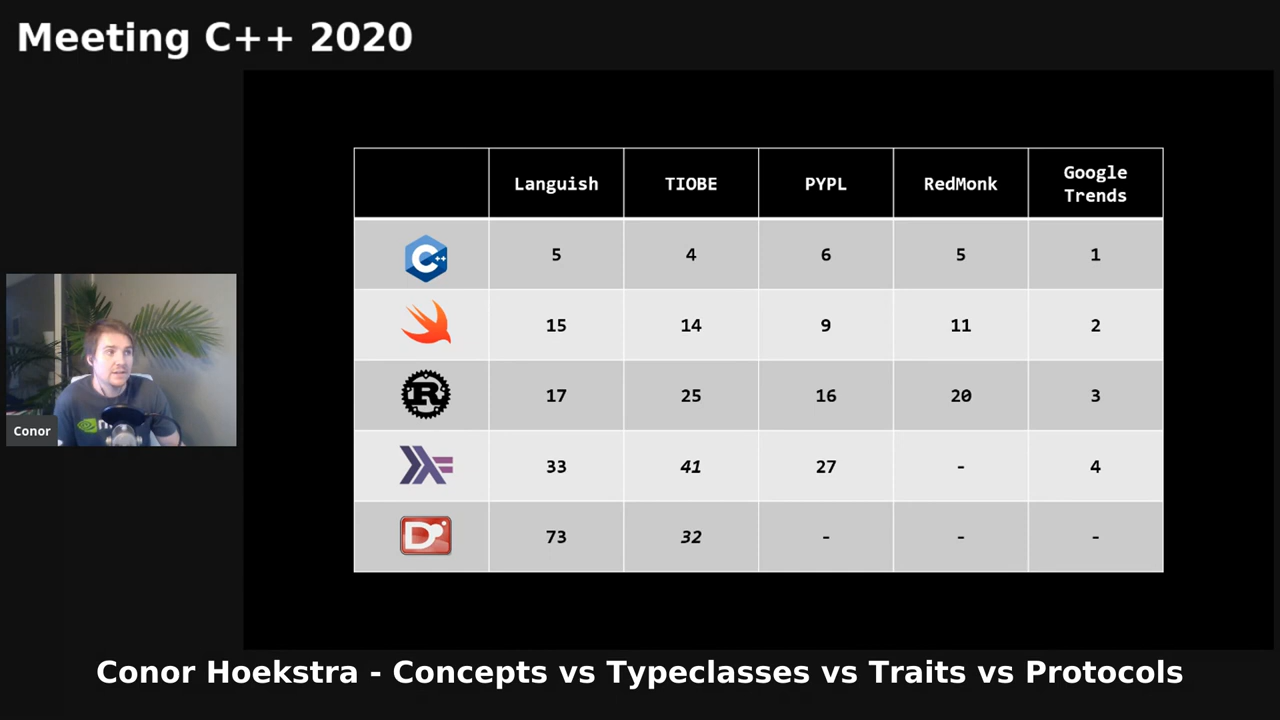 Meeting C++ 2020
Languish TIOBE PYPL RedMonk Google Trends
C++ 5 4 6 5 1
15 14 9 11 2
R 17 25 16 20 3
33 41 27 - 4
D 73 32 - - -
Conor
Conor Hoekstra - Concepts vs Typeclasses vs Traits vs Protocols